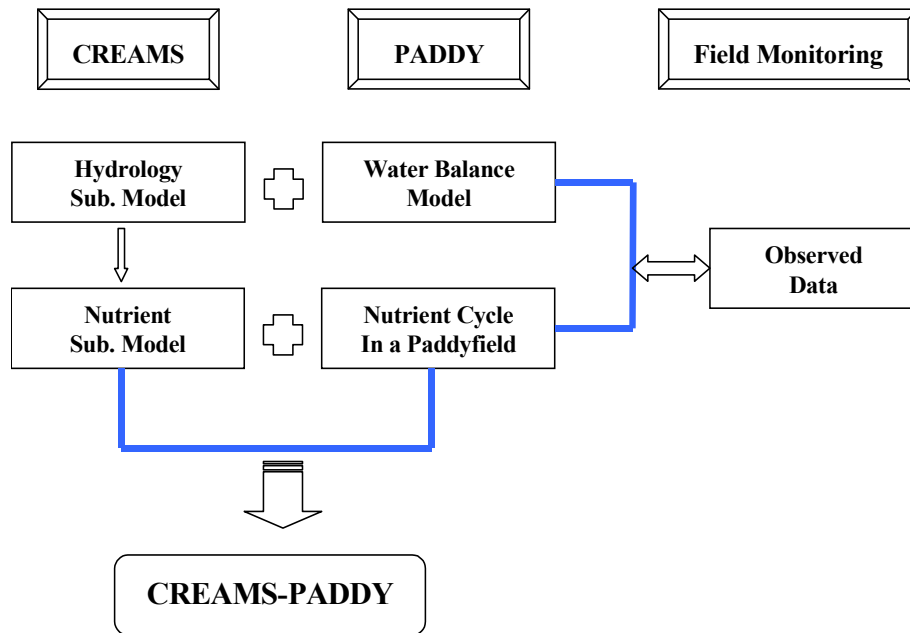 CREAMS
PADDY
Field Monitoring
Hydrology
Sub. Model
Water Balance
Model
Observed
Data
Nutrient
Sub. Model
Nutrient Cycle
In a Paddyfield
CREAMS-PADDY